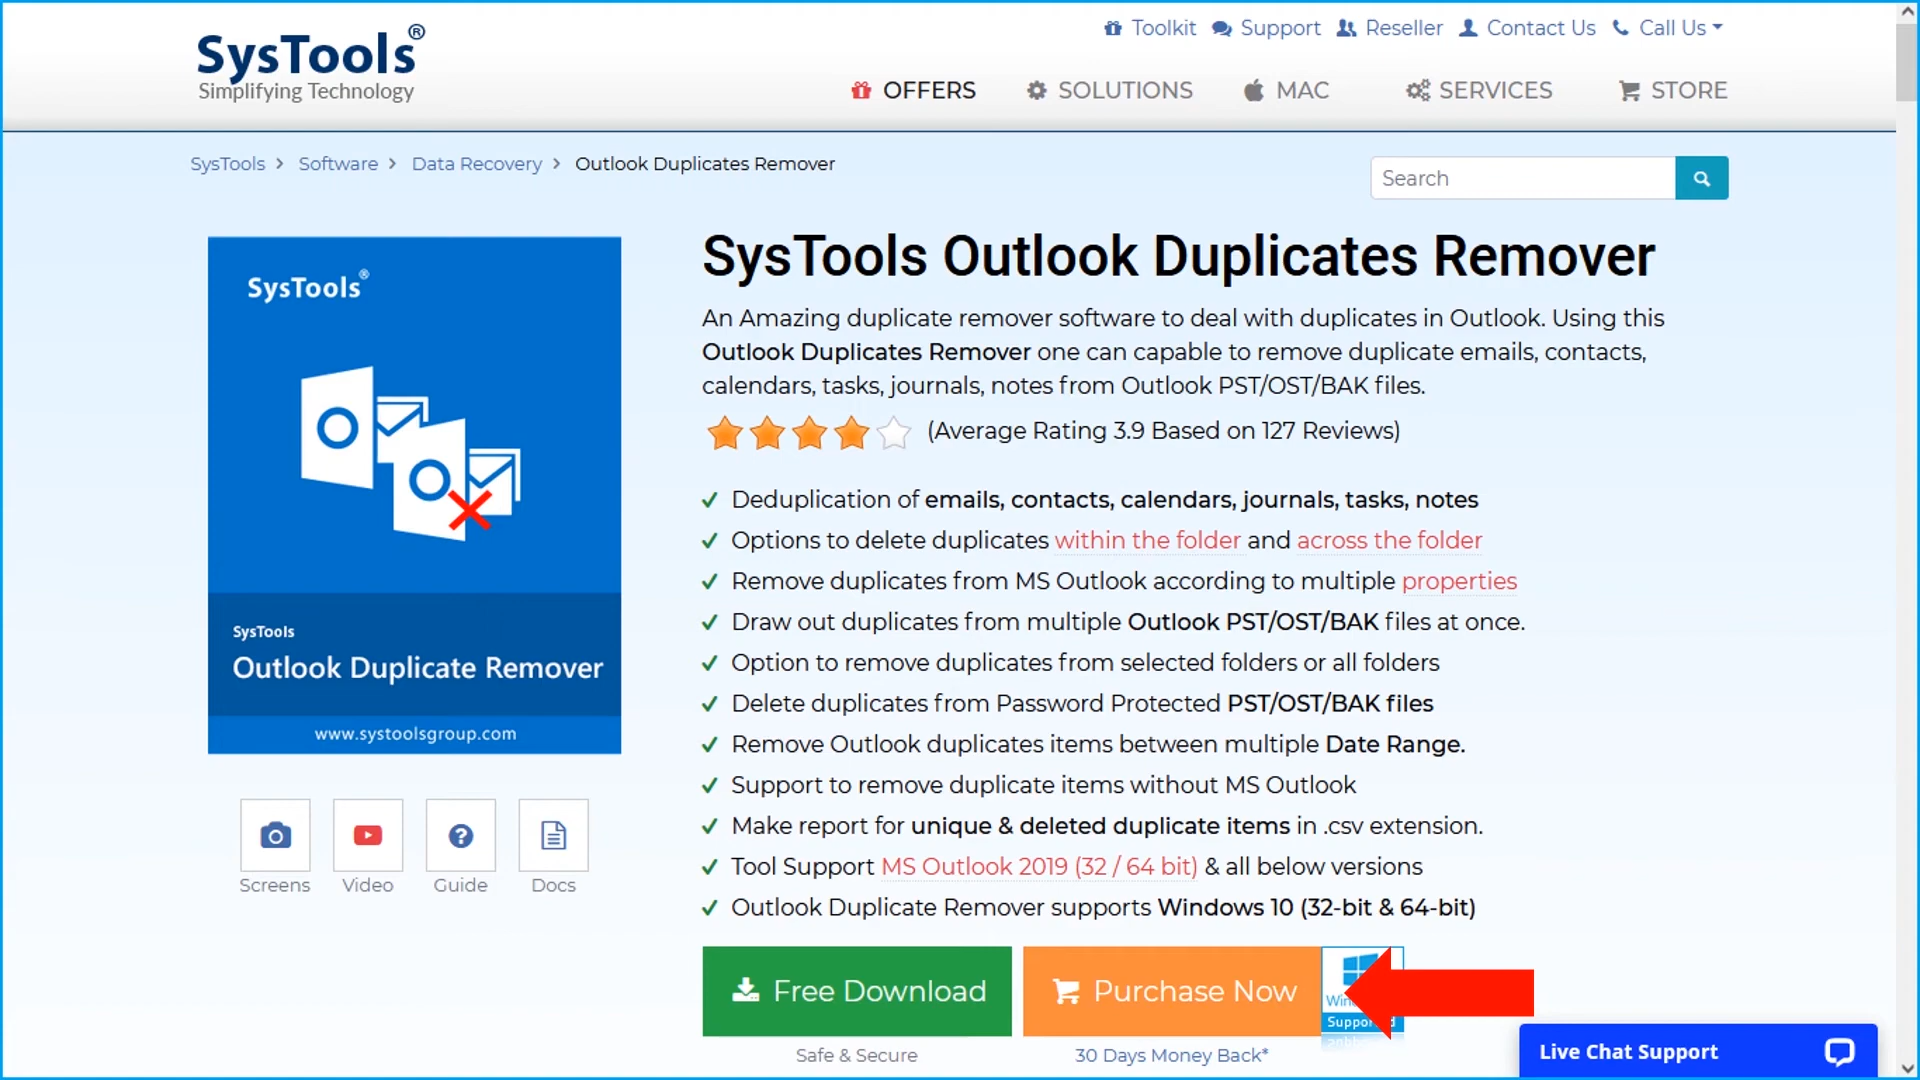 Toolkit Support Reseller Contact Us Call Us
SysTools®
Simplifying Technology
OFFERS SOLUTIONS MAC SERVICES STORE
SysTools > Software > Data Recovery > Outlook Duplicates Remover
Search
SysTools Outlook Duplicates Remover
An Amazing duplicate remover software to deal with duplicates in Outlook. Using this
Outlook Duplicates Remover one can capable to remove duplicate emails, contacts,
calendars, tasks, journals, notes from Outlook PST/OST/BAK files.
(Average Rating 3.9 Based on 127 Reviews)
Deduplication of emails, contacts, calendars, journals, tasks, notes
Options to delete duplicates within the folder and across the folder
Remove duplicates from MS Outlook according to multiple properties
Draw out duplicates from multiple Outlook PST/OST/BAK files at once.
Option to remove duplicates from selected folders or all folders
Delete duplicates from Password Protected PST/OST/BAK files
Remove Outlook duplicates items between multiple Date Range.
Support to remove duplicate items without MS Outlook
Make report for unique & deleted duplicate items in .csv extension.
Tool Support MS Outlook 2019 (32 / 64 bit) & all below versions
Outlook Duplicate Remover supports Windows 10 (32-bit & 64-bit)
SysTools®
SysTools
Outlook Duplicate Remover
www.systoolsgroup.com
Screens Video Guide Docs
Free Download
Purchase Now
Safe & Secure
30 Days Money Back*
Live Chat Support